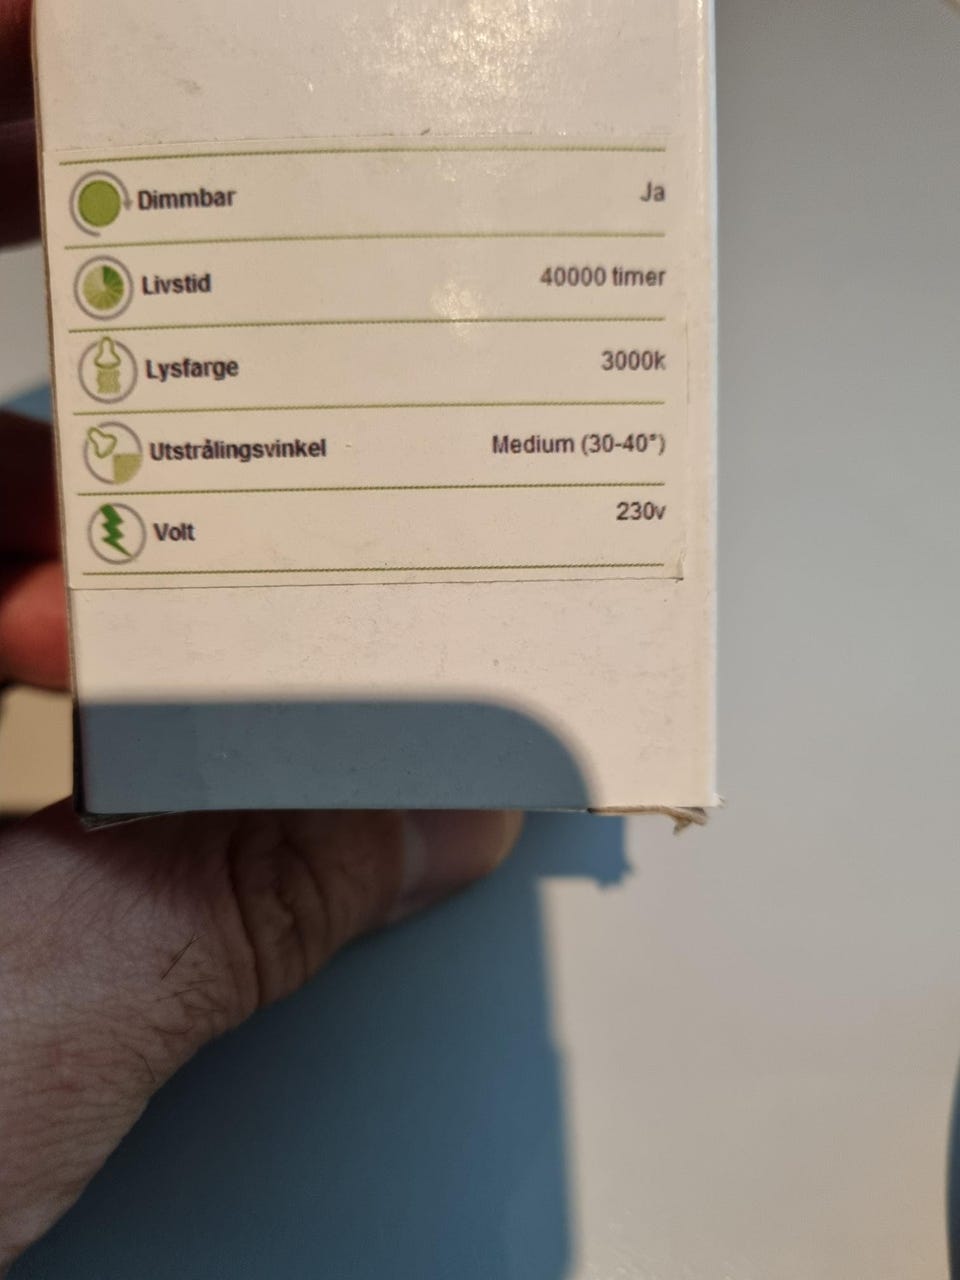 Dimmbar Ja
Livstid 40000 timer
Lysfarge 3000k
Utstrålingsvinkel Medium (30-40°)
Volt 230v